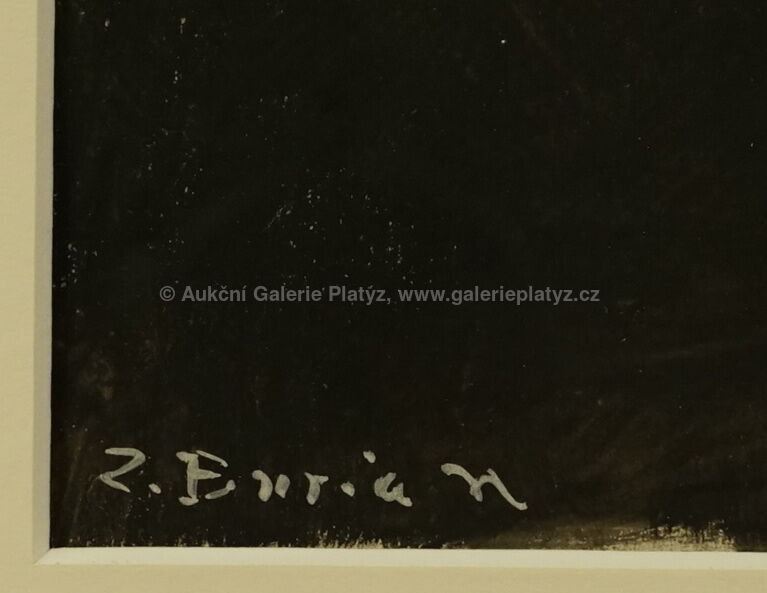 © Aukční Galerie Platýz, www.galerieplatyz.cz
Z. Burian